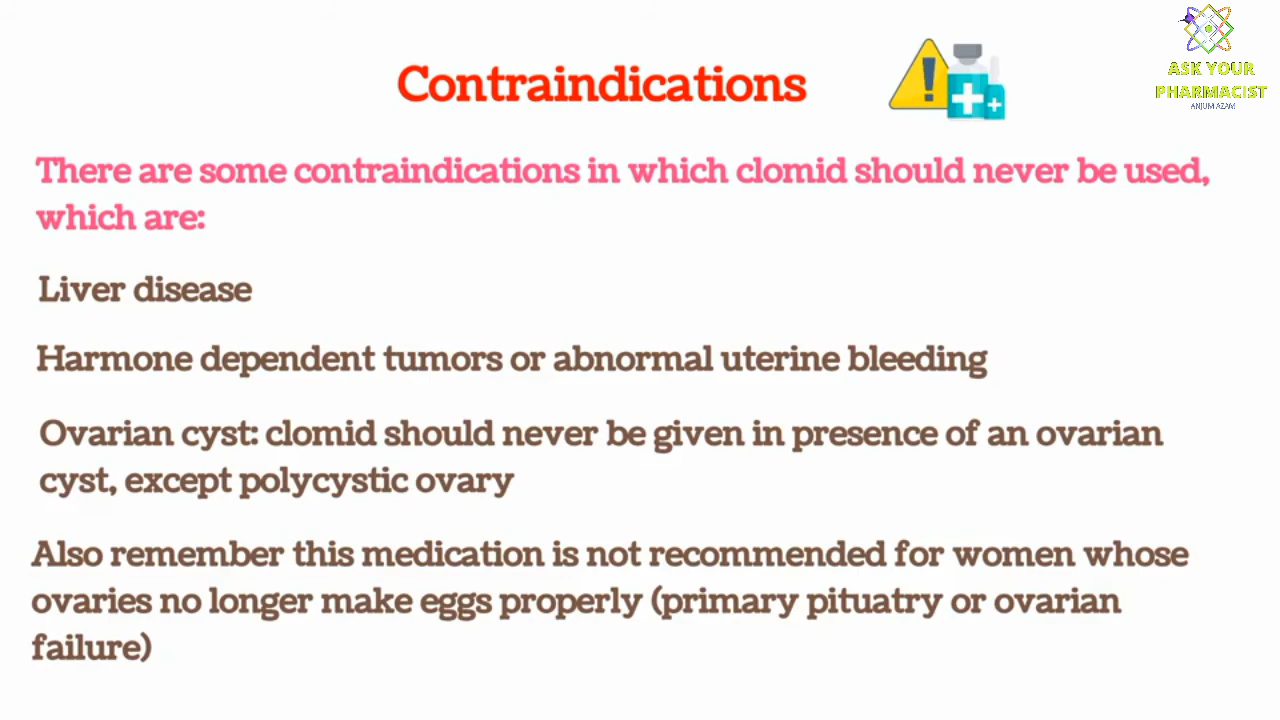 Contraindications
ASK YOUR
PHARMACIST
ANJUM AZAM
There are some contraindications in which clomid should never be used,
which are:
Liver disease
Harmone dependent tumors or abnormal uterine bleeding
Ovarian cyst: clomid should never be given in presence of an ovarian
cyst, except polycystic ovary
Also remember this medication is not recommended for women whose
ovaries no longer make eggs properly (primary pituatry or ovarian
failure)